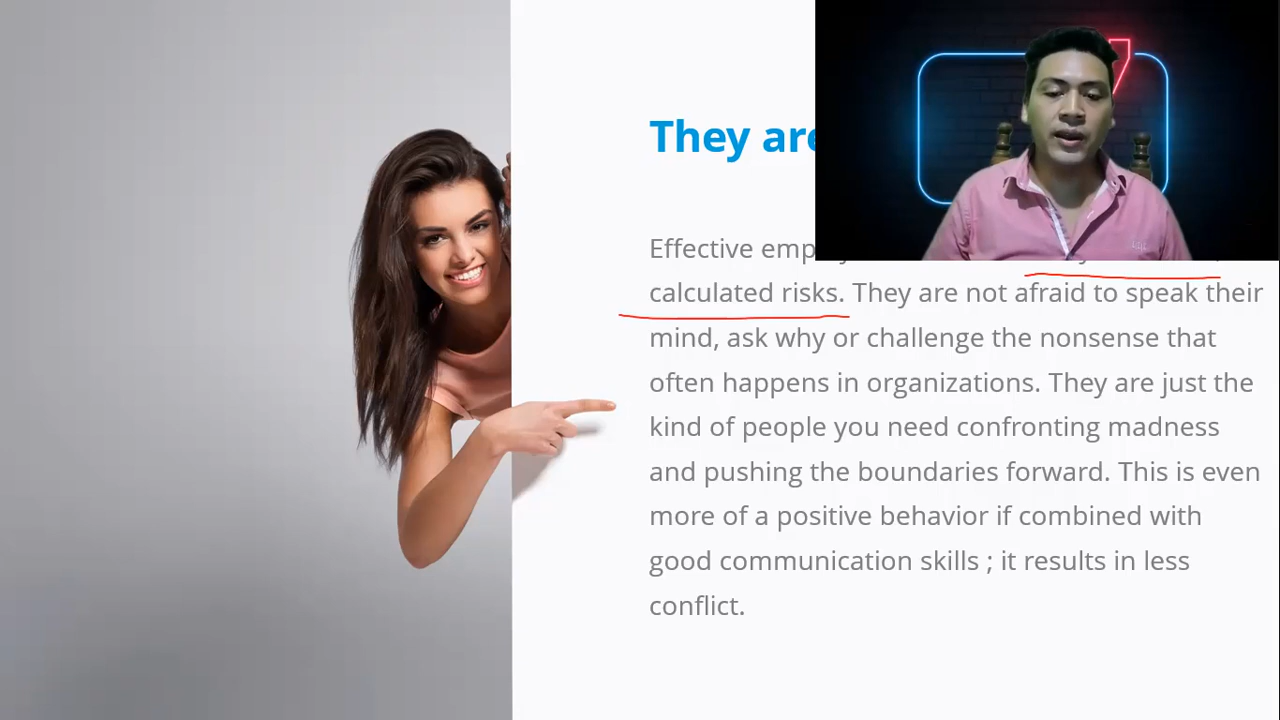 They are
Effective
calculated risks. They are not afraid to speak their
mind, ask why or challenge the nonsense that
often happens in organizations. They are just the
kind of people you need confronting madness
and pushing the boundaries forward. This is even
more of a positive behavior if combined with
good communication skills ; it results in less
conflict.